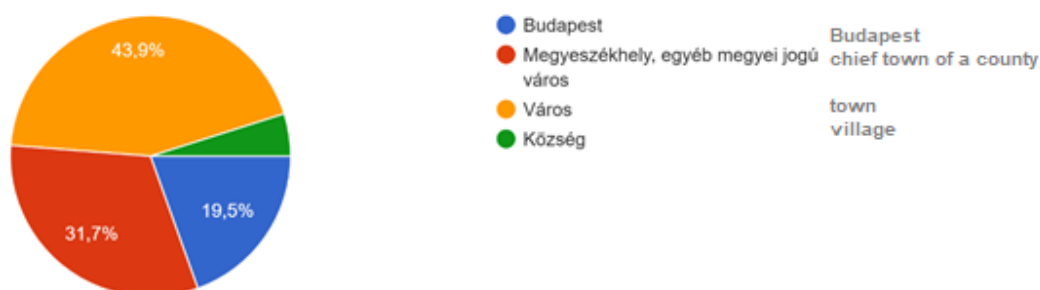 43,9%
31,7%
19,5%
Budapest
Megyeszékhely, egyéb megyei jogú
város
Város
Község
Budapest
chief town of a county
town
village